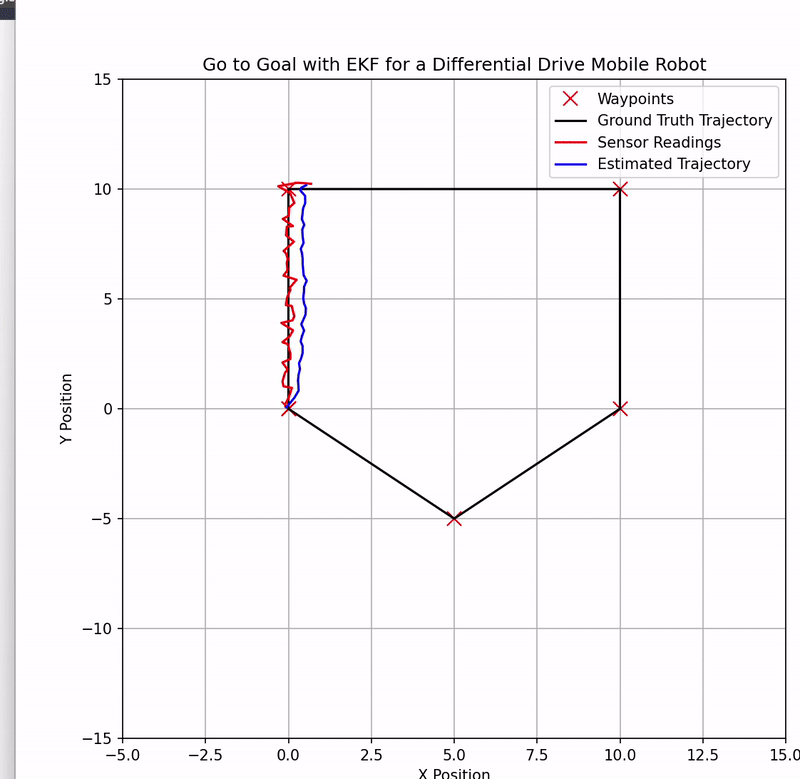 Go to Goal with EKF for a Differential Drive Mobile Robot
Waypoints
Ground Truth Trajectory
Sensor Readings
Estimated Trajectory
15
10
5
0
−5
−10
−15
Y Position
−5.0 −2.5 0.0 2.5 5.0 7.5 10.0 12.5 15.0
X Position